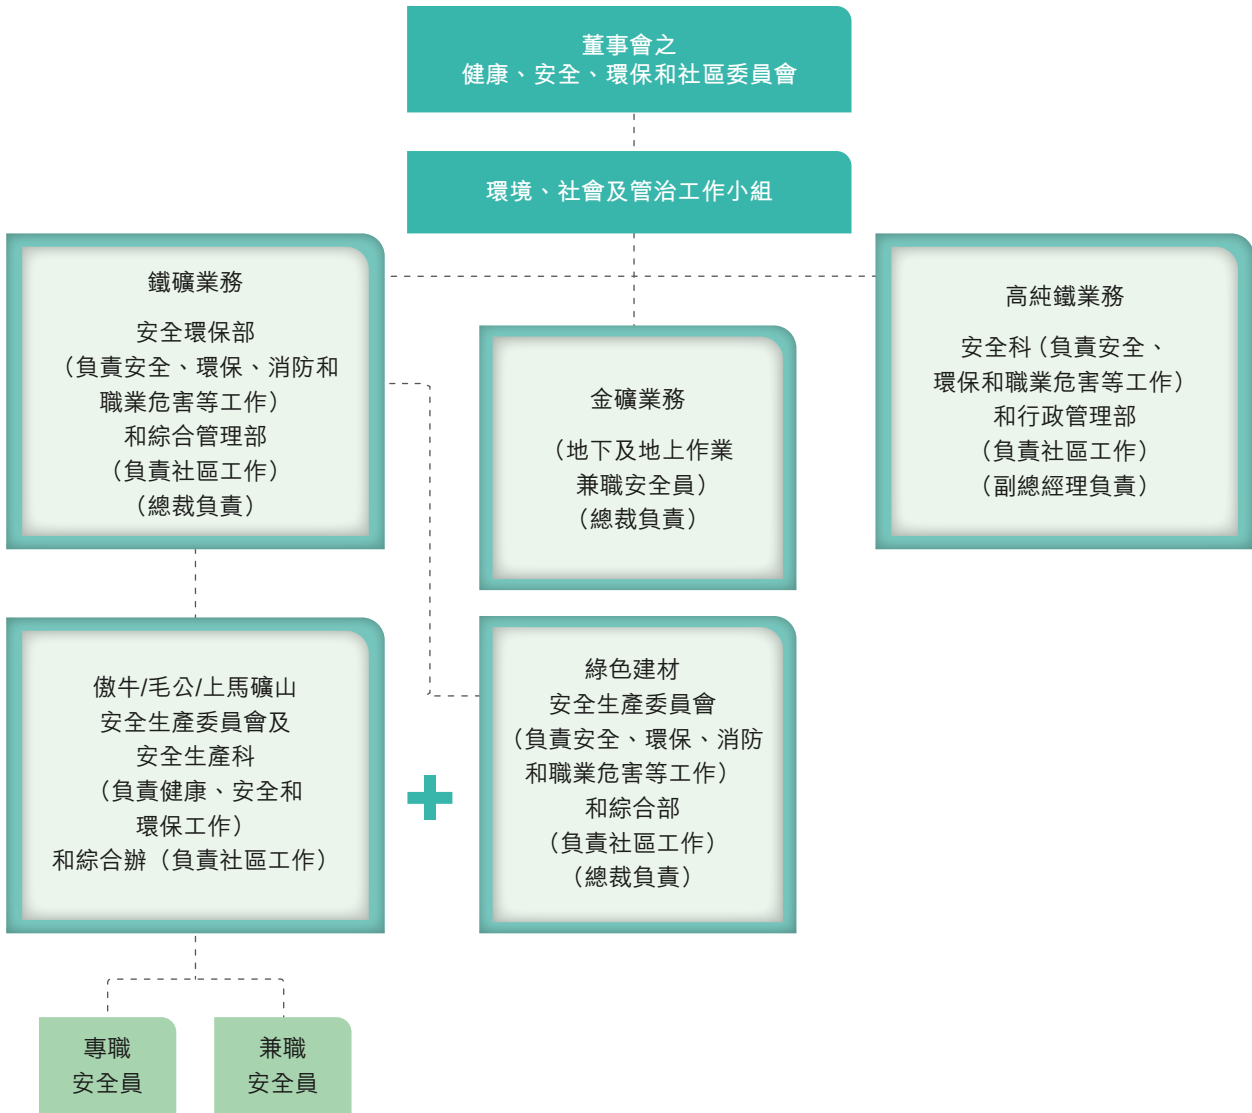 董事會之
健康、安全、環保和社區委員會
環境、社會及管治工作小組
鐵礦業務
安全環保部
（負責安全、環保、消防和
職業危害等工作）
和綜合管理部
（負責社區工作）
（總裁負責）
金礦業務
（地下及地上作業
兼職安全員）
（總裁負責）
高純鐵業務
安全科（負責安全、
環保和職業危害等工作）
和行政管理部
（負責社區工作）
（副總經理負責）
傲牛/毛公/上馬礦山
安全生產委員會及
安全生產科
（負責健康、安全和
環保工作）
和綜合辦（負責社區工作）
綠色建材
安全生產委員會
（負責安全、環保、消防
和職業危害等工作）
和綜合部
（負責社區工作）
（總裁負責）
專職
安全員
兼職
安全員